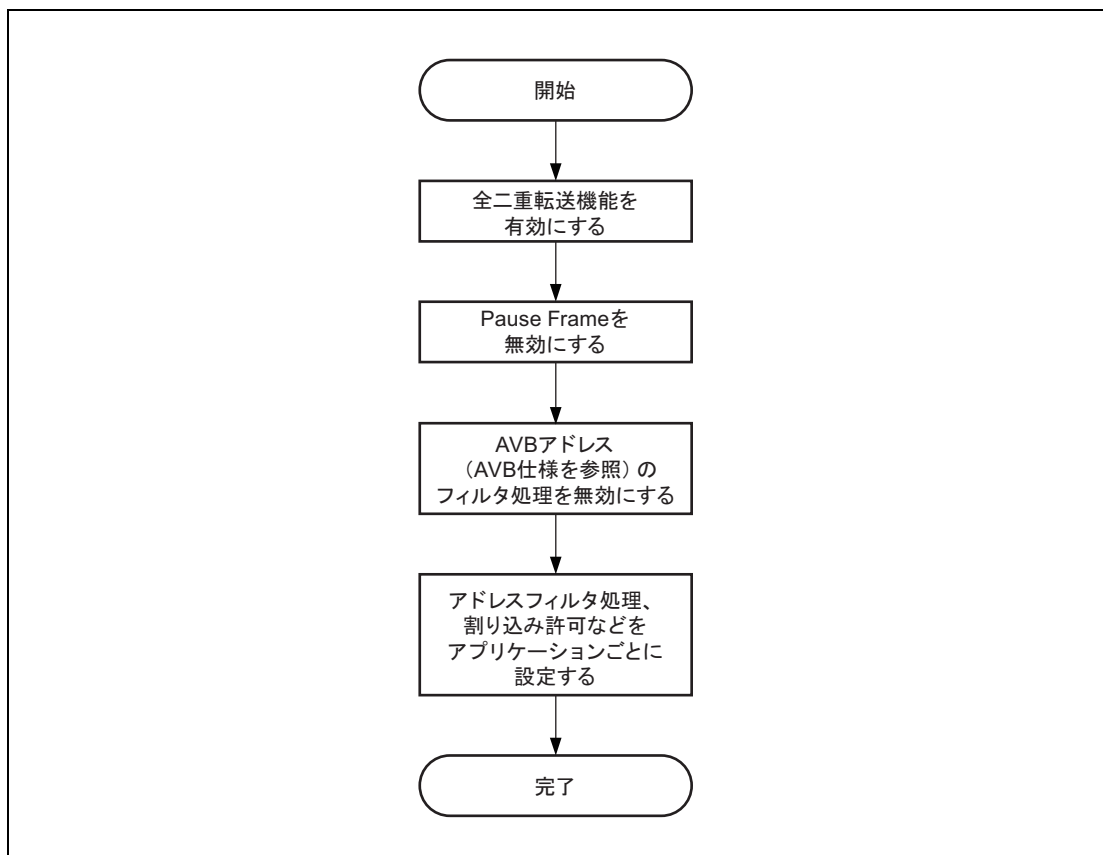 開始
全二重転送機能を
有効にする
Pause Frameを
無効にする
AVBアドレス
（AVB仕様を参照）の
フィルタ処理を無効にする
アドレスフィルタ処理、
割り込み許可などを
アプリケーションごとに
設定する
完了